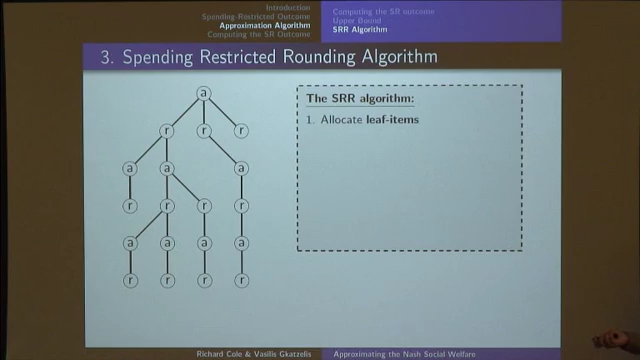 Introduction
Spending-Restricted Outcome
Approximation Algorithm
Computing the SR Outcome
Computing the SR outcome
Upper Bound
SRR Algorithm
3. Spending Restricted Rounding Algorithm
a
r r r
a a a
r r r r
a a a a
r r r r
The SRR algorithm:
1. Allocate leaf-items
Richard Cole & Vasilis Gkatzelis
Approximating the Nash Social Welfare